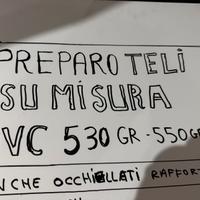 PREPARO TELI
SU MISURA
VC 530 GR - 550 GR
NCHE OCCHIELLATI RAFFOR